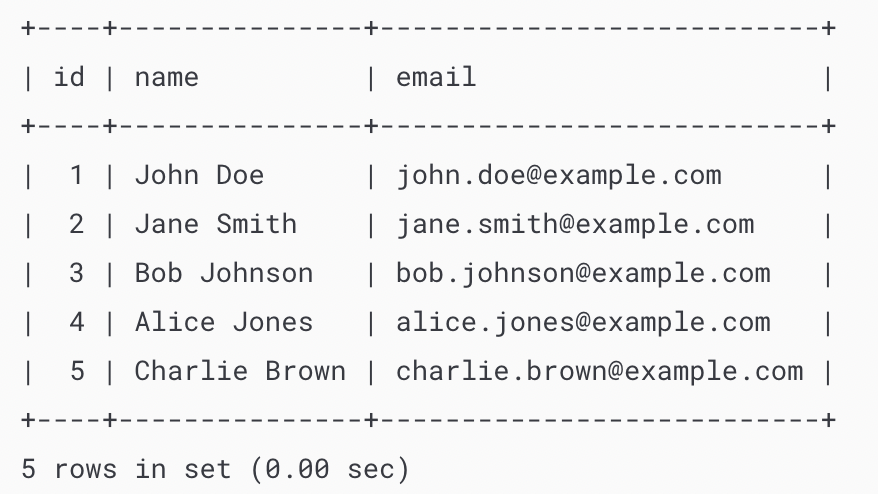 +----+---------------+---------------------------+
| id | name          | email                     |
+----+---------------+---------------------------+
|  1 | John Doe      | john.doe@example.com      |
|  2 | Jane Smith    | jane.smith@example.com    |
|  3 | Bob Johnson   | bob.johnson@example.com   |
|  4 | Alice Jones   | alice.jones@example.com   |
|  5 | Charlie Brown | charlie.brown@example.com |
+----+---------------+---------------------------+
5 rows in set (0.00 sec)